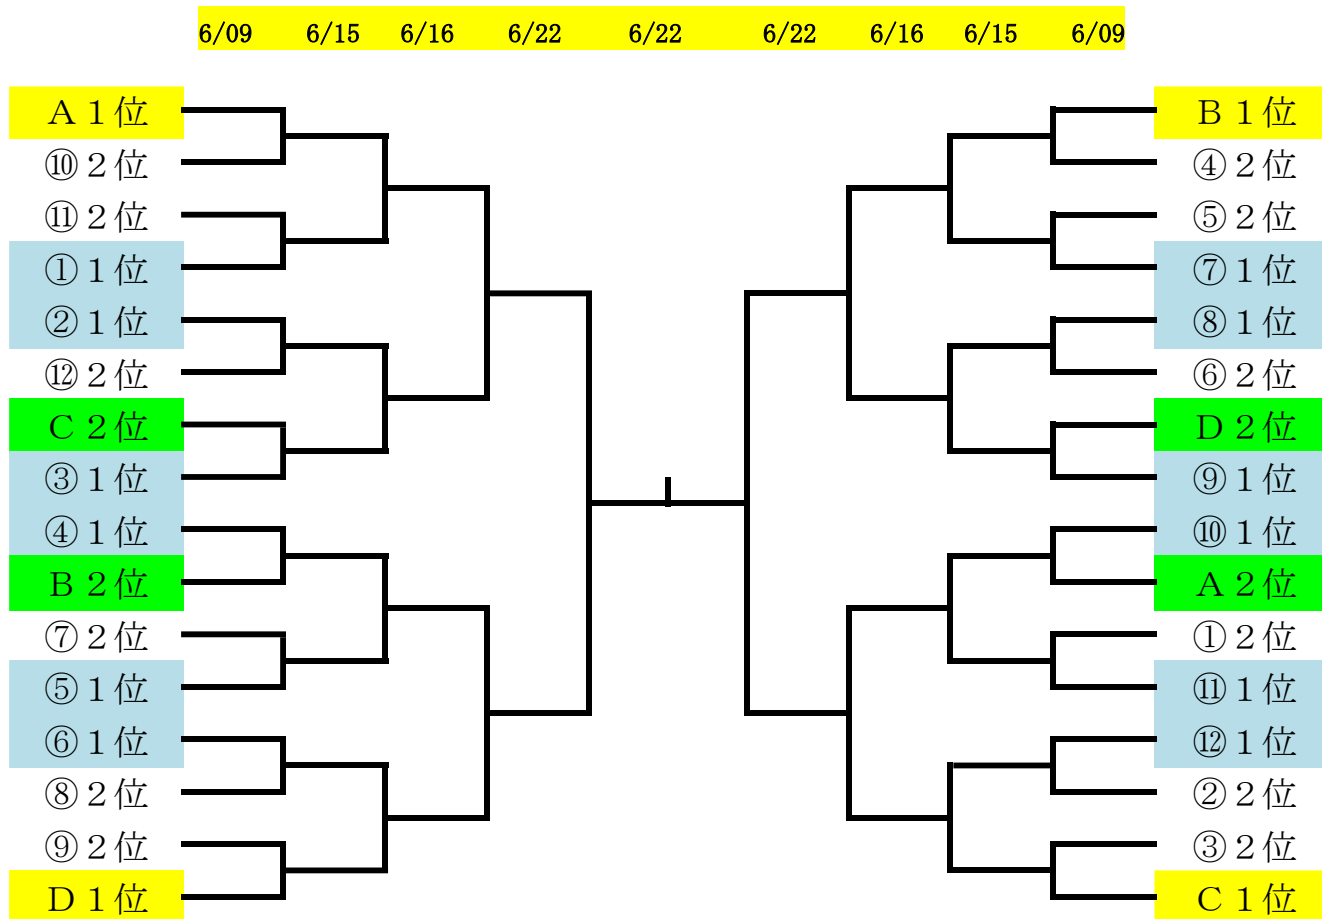 6/09 6/15 6/16 6/22 6/22 6/22 6/16 6/15 6/09
A１位 B１位
⑩２位 ④２位
⑪２位 ⑤２位
①１位 ⑦１位
②１位 ⑧１位
⑫２位 ⑥２位
C２位 D２位
③１位 ⑨１位
④１位 ⑩１位
B２位 A２位
⑦２位 ①２位
⑤１位 ⑪１位
⑥１位 ⑫１位
⑧２位 ②２位
⑨２位 ③２位
D１位 C１位